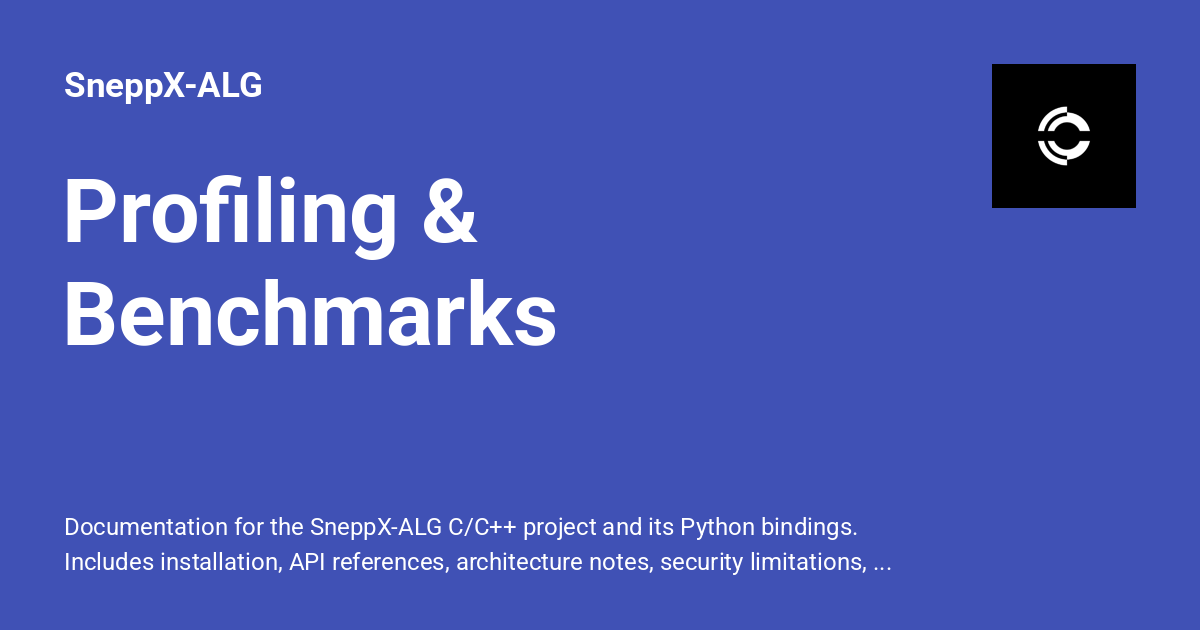 SneppX-ALG
Profiling &
Benchmarks
Documentation for the SneppX-ALG C/C++ project and its Python bindings.
Includes installation, API references, architecture notes, security limitations, ...